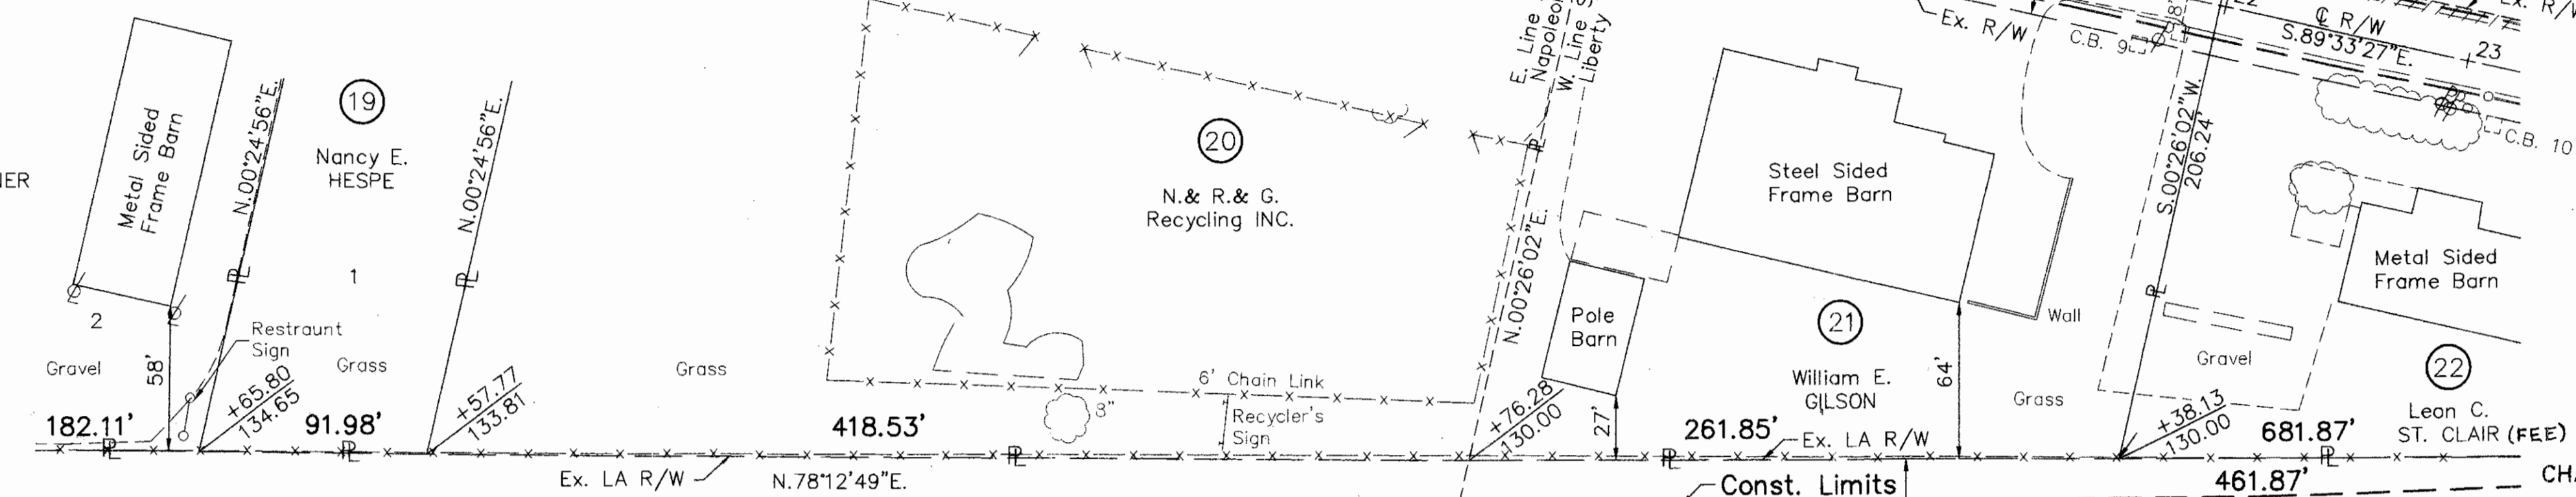 IER
Metal Sided
Frame Barn
2
Gravel
58'
182.11'
N.00°24'56"E.
Restraunt
Sign
+65.80
134.65
19
Nancy E.
HESPE
1
Grass
91.98'
N.00°24'56"E.
+57.77
133.81
Grass
418.53'
Ex. LA R/W
N.78°12'49"E.
20
N.& R.& G.
Recycling INC.
6' Chain Link
3"
Recycler's
Sign
E. Line
Napoleon
W. Line S
Liberty
N.00°26'02"E.
+76.28
130.00
Pole
Barn
27'
Steel Sided
Frame Barn
21
William E.
GILSON
261.85'
Ex. LA R/W
Const. Limits
64'
Wall
Grass
Ex. R/W
C.B. 9
8'
22
℄ R/W
S.89°33'27"E.
23
Ex. R/W
C.B. 10
S.00°26'02"W.
206.24'
+38.13
130.00
Gravel
Metal Sided
Frame Barn
22
Leon C.
ST. CLAIR (FEE)
681.87'
461.87'
CH